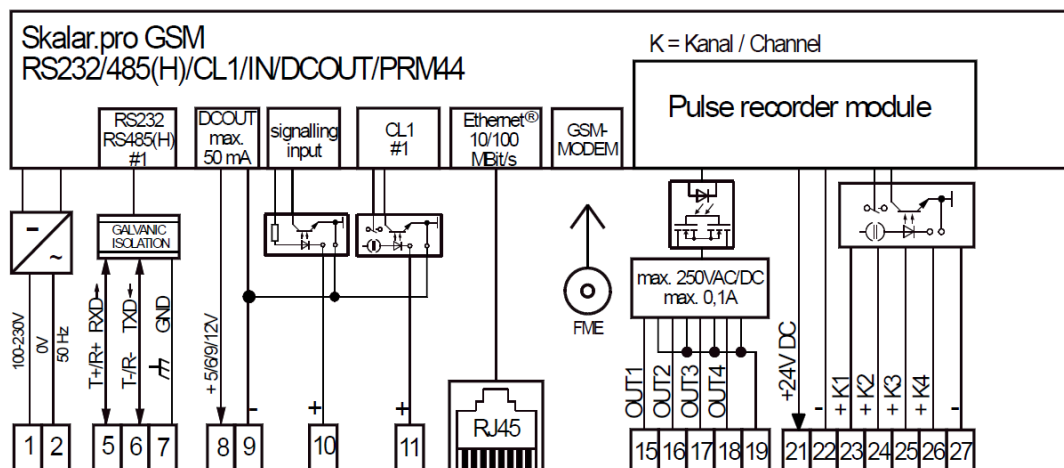 Skalar.pro GSM
RS232/485(H)/CL1/IN/DCOUT/PRM44
K = Kanal / Channel
RS232
RS485(H)
#1
DCOUT
max.
50 mA
signalling
input
CL1
#1
Ethernet®
10/100
MBit/s
GSM-
MODEM
Pulse recorder module
~
GALVANIC
ISOLATION
max. 250VAC/DC
max. 0,1A
FME
100-230V
0V
50 Hz
T+/R+ RXD
T-/R- TXD
GND
+5/6/9/12V
-
+
+
RJ45
OUT1
OUT2
OUT3
OUT4
+24V DC
-
+K1
+K2
+K3
+K4
-
1 2 5 6 7 8 9 10 11 15 16 17 18 19 21 22 23 24 25 26 27